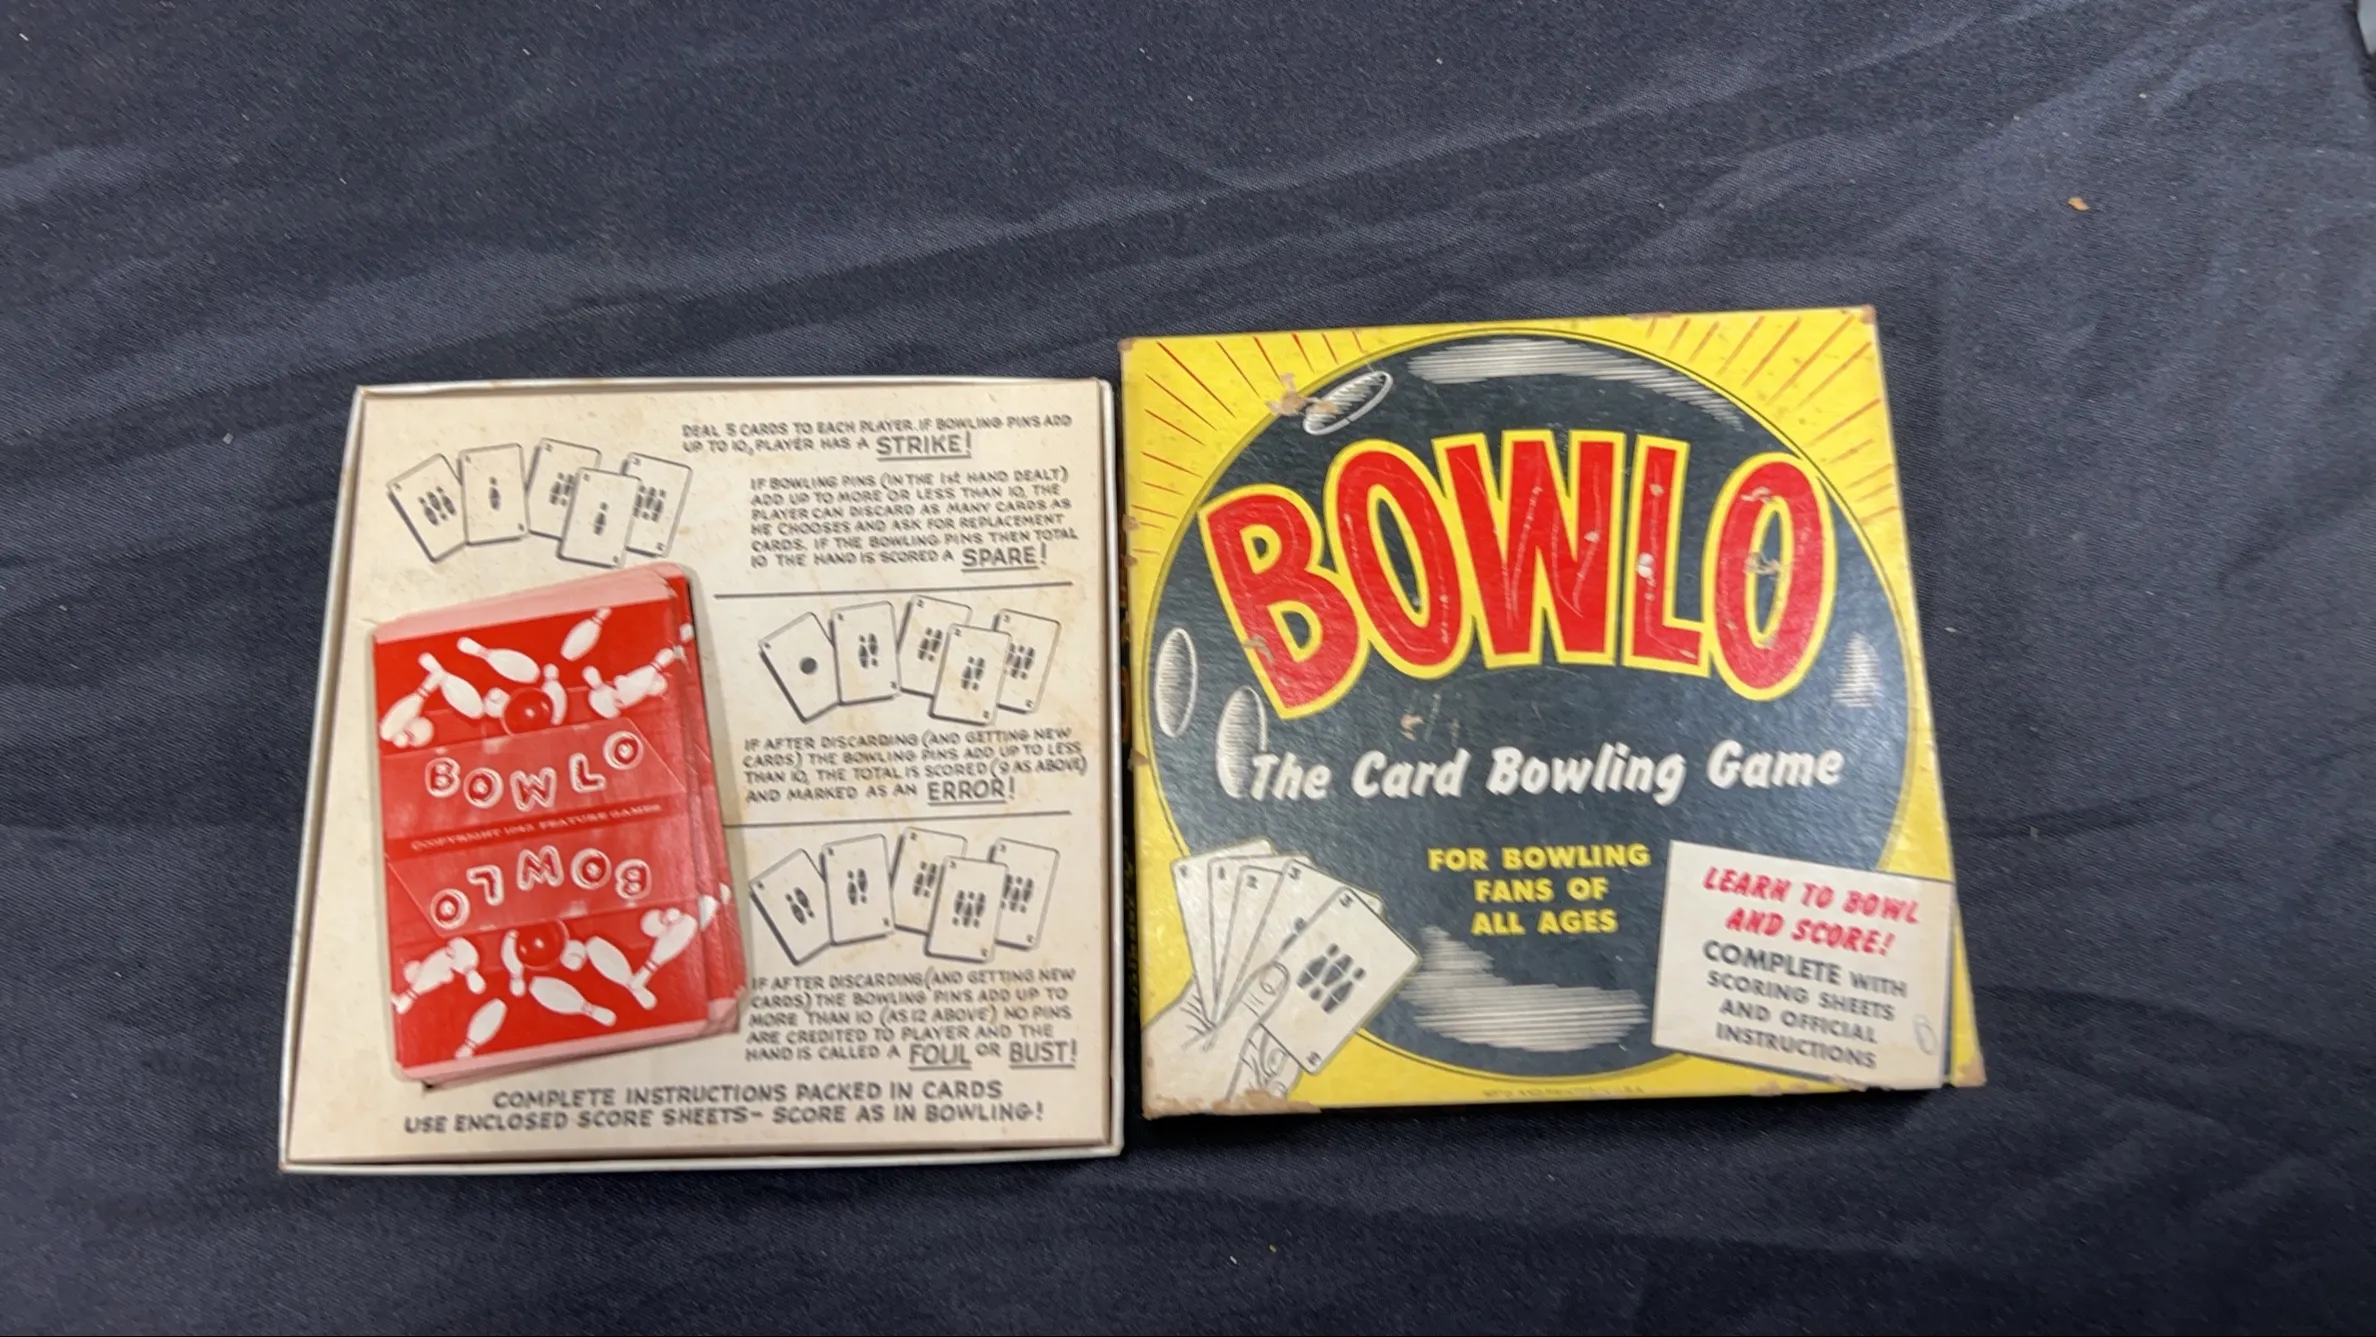 DEAL 5 CARDS TO EACH PLAYER. IF BOWLING PINS ADD
UP TO 10, PLAYER HAS A STRIKE!
IF BOWLING PINS (IN THE 1st HAND DEALT)
ADD UP TO MORE OR LESS THAN 10, THE
PLAYER CAN DISCARD AS MANY CARDS AS
HE CHOOSES AND ASK FOR REPLACEMENT
CARDS. IF THE BOWLING PINS THEN TOTAL
10 THE HAND IS SCORED A SPARE!
IF AFTER DISCARDING (AND GETTING NEW
CARDS) THE BOWLING PINS ADD UP TO LESS
THAN 10, THE TOTAL IS SCORED (9 AS ABOVE)
AND MARKED AS AN ERROR!
IF AFTER DISCARDING (AND GETTING NEW
CARDS) THE BOWLING PINS ADD UP TO
MORE THAN 10 (AS 12 ABOVE) NO PINS
ARE CREDITED TO PLAYER AND THE
HAND IS CALLED A FOUL OR BUST!
COMPLETE INSTRUCTIONS PACKED IN CARDS
USE ENCLOSED SCORE SHEETS- SCORE AS IN BOWLING!
BOWLO
COPYRIGHT FEATURE GAMES
BOWLO
BOWLO
The Card Bowling Game
FOR BOWLING
FANS OF
ALL AGES
LEARN TO BOWL
AND SCORE!
COMPLETE WITH
SCORING SHEETS
AND OFFICIAL
INSTRUCTIONS